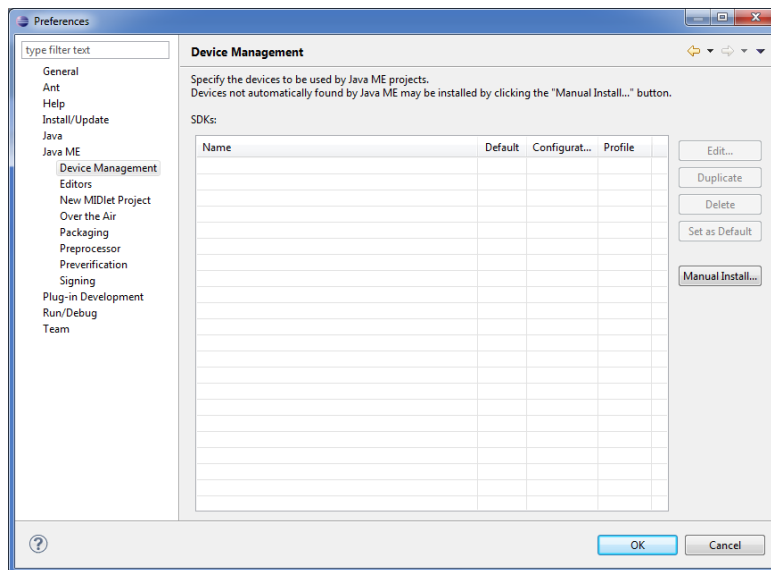 Preferences
type filter text
General
Ant
Help
Install/Update
Java
Java ME
Device Management
Editors
New MIDlet Project
Over the Air
Packaging
Preprocessor
Preverification
Signing
Plug-in Development
Run/Debug
Team
Device Management
Specify the devices to be used by Java ME projects.
Devices not automatically found by Java ME may be installed by clicking the "Manual Install..." button.
SDKs:
Name Default Configurat... Profile
Edit...
Duplicate
Delete
Set as Default
Manual Install...
?
OK Cancel